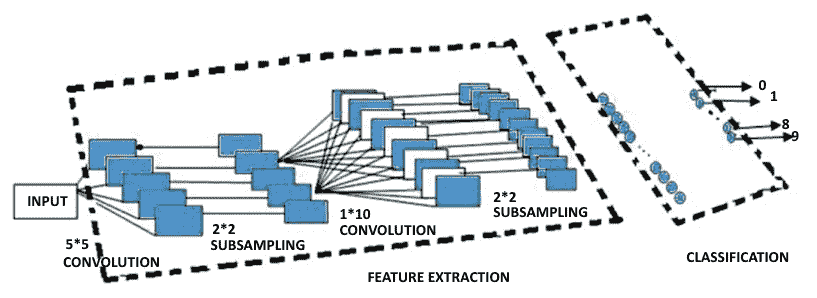 0
1
8
9
INPUT
5*5
CONVOLUTION
2*2
SUBSAMPLING
1*10
CONVOLUTION
2*2
SUBSAMPLING
FEATURE EXTRACTION
CLASSIFICATION